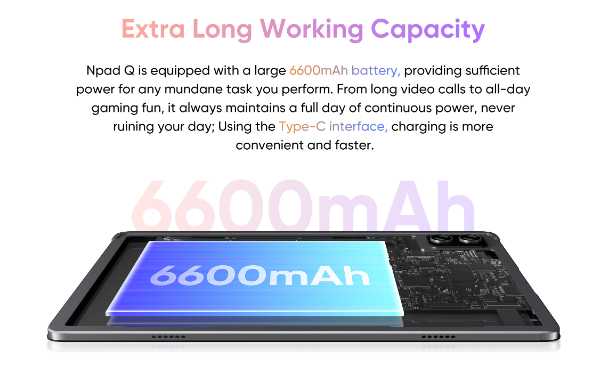 Extra Long Working Capacity
Npad Q is equipped with a large 6600mAh battery, providing sufficient
power for any mundane task you perform. From long video calls to all-day
gaming fun, it always maintains a full day of continuous power, never
ruining your day; Using the Type-C interface, charging is more
convenient and faster.
6600mAh
6600mAh